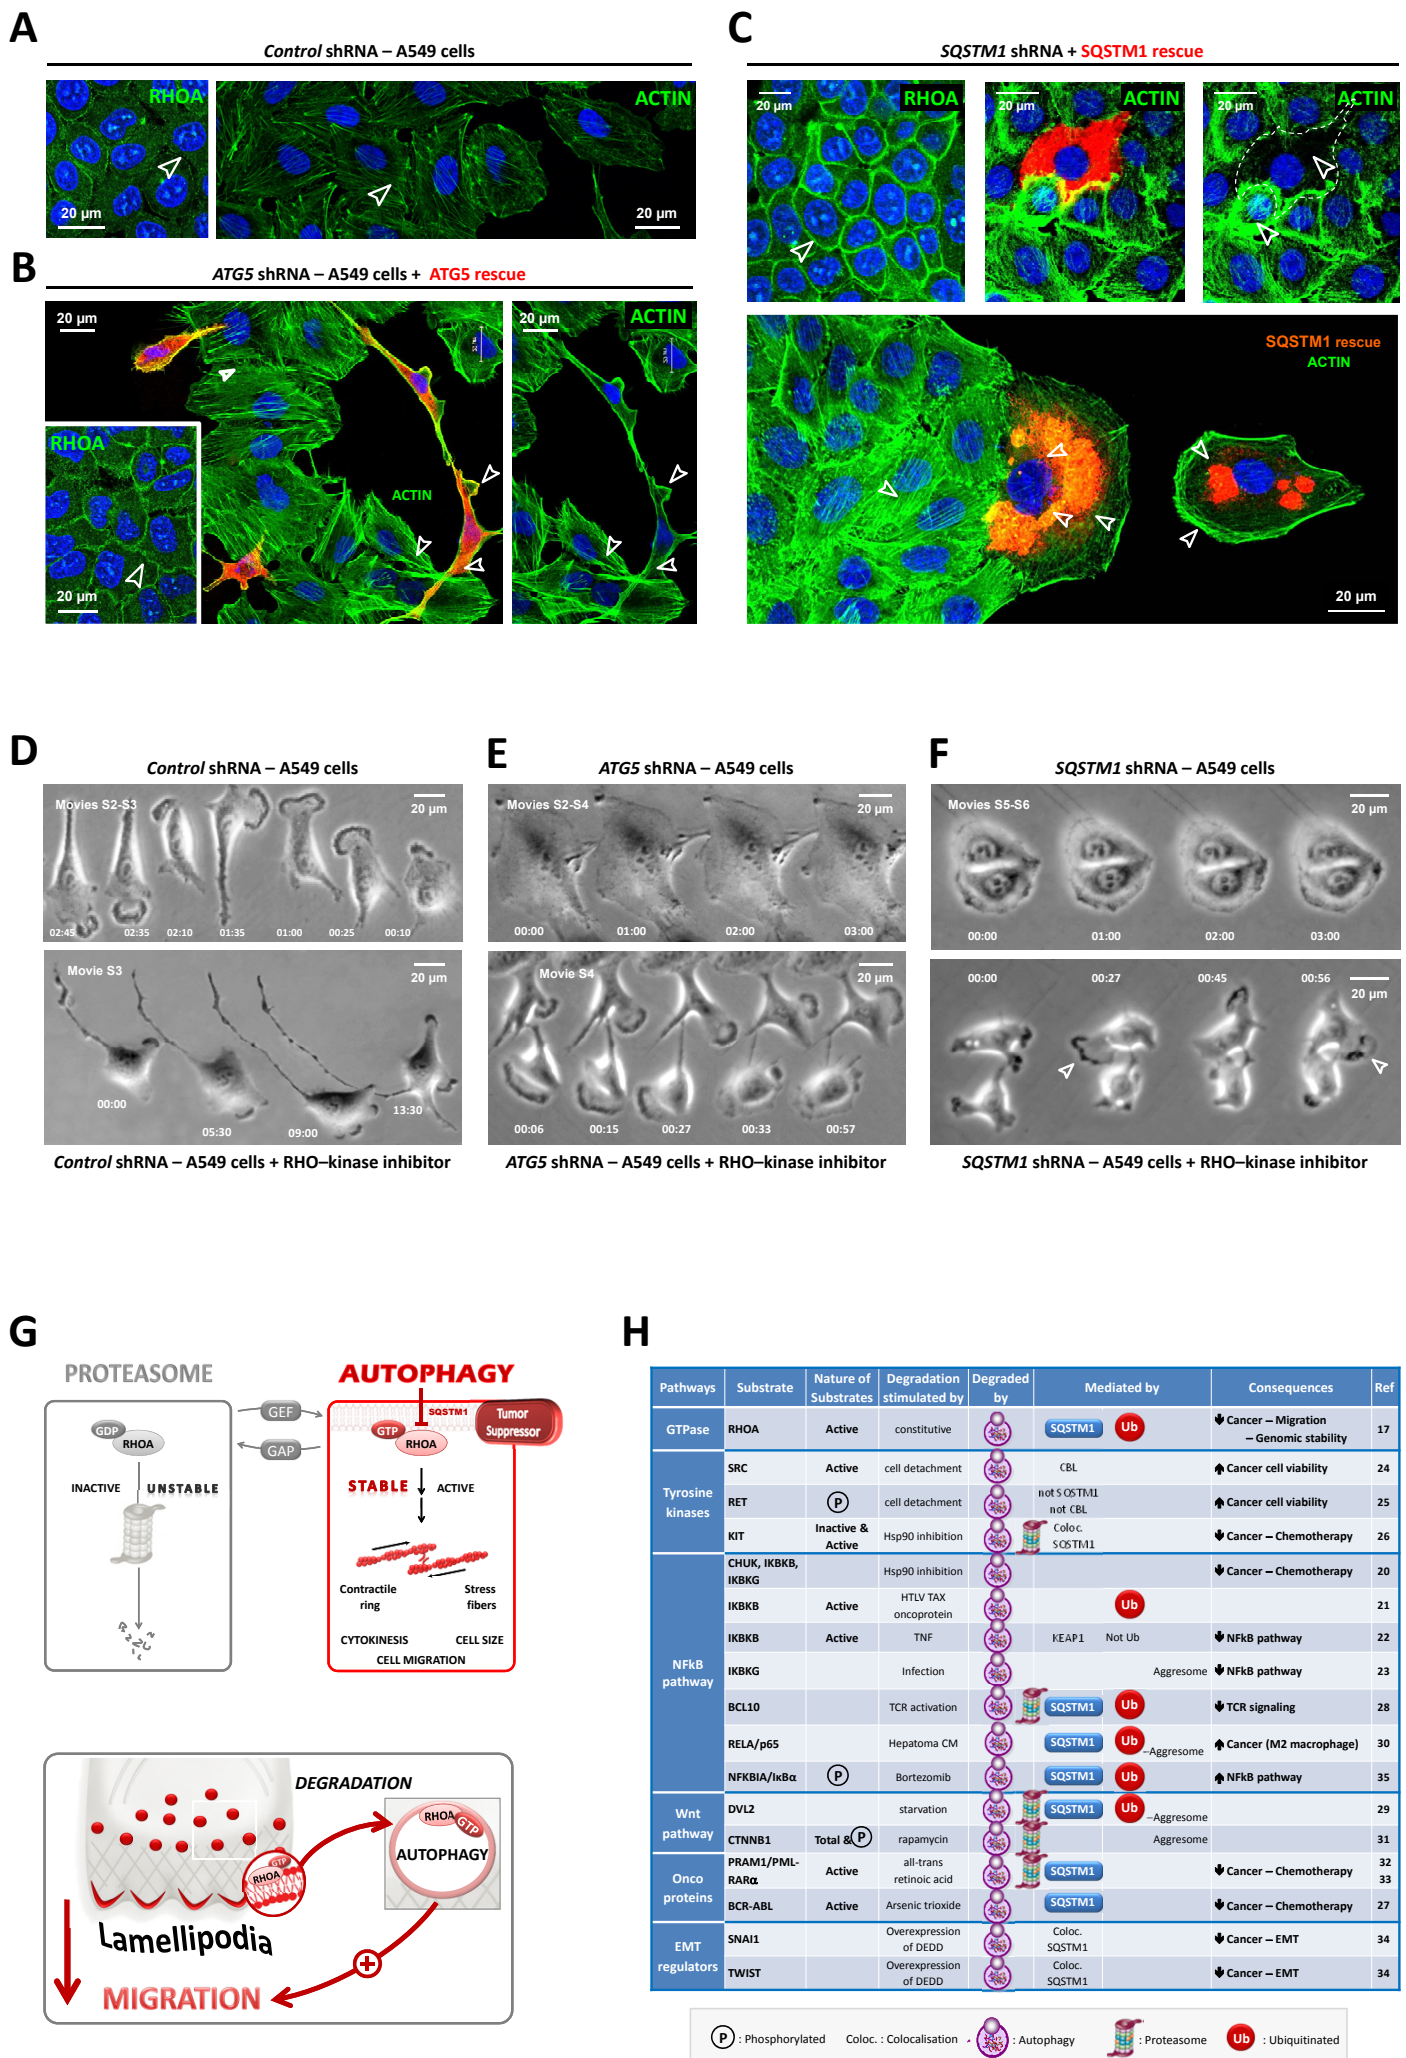 A
Control shRNA – A549 cells
RHOA
20 µm
ACTIN
20 µm
B
ATG5 shRNA – A549 cells + ATG5 rescue
20 µm
ACTIN
RHOA
20 µm
ACTIN
C
SQSTM1 shRNA + SQSTM1 rescue
20 µm
RHOA
20 µm
ACTIN
20 µm
ACTIN
SQSTM1 rescue
ACTIN
20 µm
D
Control shRNA – A549 cells
Movies S2-S3
20 µm
02:45 02:35 02:10 01:35 01:00 00:25 00:10
Movie S3
20 µm
00:00
05:30
09:00
13:30
Control shRNA – A549 cells + RHO–kinase inhibitor
E
ATG5 shRNA – A549 cells
Movies S2-S4
20 µm
00:00 01:00 02:00 03:00
Movie S4
20 µm
00:06 00:15 00:27 00:33 00:57
ATG5 shRNA – A549 cells + RHO–kinase inhibitor
F
SQSTM1 shRNA – A549 cells
Movies S5-S6
20 µm
00:00 01:00 02:00 03:00
00:00 00:27 00:45 00:56
20 µm
SQSTM1 shRNA – A549 cells + RHO–kinase inhibitor
G
PROTEASOME
GDP
RHOA
INACTIVE UNSTABLE
GEF
GAP
AUTOPHAGY
SQSTM1
Tumor
Suppressor
GTP
RHOA
STABLE ACTIVE
Contractile
ring
Stress
fibers
CYTOKINESIS CELL SIZE
CELL MIGRATION
DEGRADATION
RHOA GTP
AUTOPHAGY
RHOA GTP
Lamellipodia
+
MIGRATION
H
Pathways Substrate Nature of Substrates Degradation stimulated by Degraded by Mediated by Consequences Ref
GTPase RHOA Active constitutive SQSTM1 Ub Cancer – Migration – Genomic stability 17
Tyrosine kinases
SRC Active cell detachment CBL Cancer cell viability 24
RET P cell detachment not SQSTM1 not CBL Cancer cell viability 25
KIT Inactive & Active Hsp90 inhibition Coloc. SQSTM1 Cancer – Chemotherapy 26
NFkB pathway
CHUK, IKBKB, IKBKG Hsp90 inhibition Cancer – Chemotherapy 20
IKBKB Active HTLV TAX oncoprotein Ub 21
IKBKB Active TNF KEAP1 Not Ub NFkB pathway 22
IKBKG Infection Aggresome NFkB pathway 23
BCL10 TCR activation SQSTM1 Ub TCR signaling 28
RELA/p65 Hepatoma CM SQSTM1 Ub –Aggresome Cancer (M2 macrophage) 30
NFKBIA/IκBα P Bortezomib SQSTM1 Ub NFkB pathway 35
Wnt pathway
DVL2 starvation SQSTM1 Ub –Aggresome 29
CTNNB1 Total & P rapamycin Aggresome 31
Onco proteins
PRAM1/PML-RARα Active all-trans retinoic acid SQSTM1 Cancer – Chemotherapy 32 33
BCR-ABL Active Arsenic trioxide SQSTM1 Cancer – Chemotherapy 27
EMT regulators
SNAI1 Overexpression of DEDD Coloc. SQSTM1 Cancer – EMT 34
TWIST Overexpression of DEDD Coloc. SQSTM1 Cancer – EMT 34
P : Phosphorylated Coloc. : Colocalisation : Autophagy : Proteasome Ub : Ubiquitinated